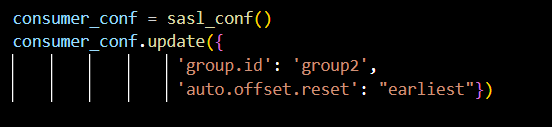 consumer_conf = sasl_conf()
consumer_conf.update({
                     'group.id': 'group2',
                     'auto.offset.reset': "earliest"})